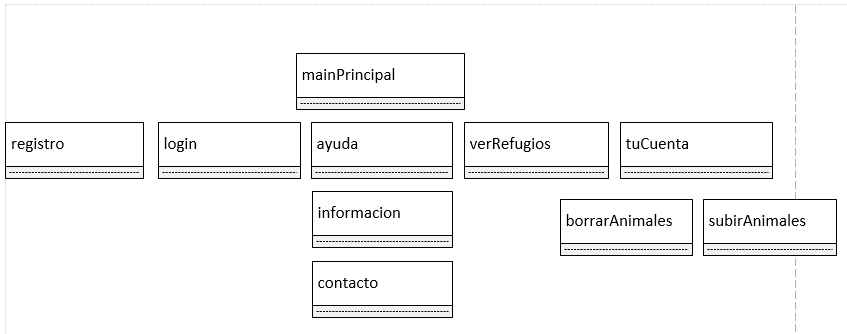 mainPrincipal
registro
login
ayuda
verRefugios
tuCuenta
informacion
borrarAnimales
subirAnimales
contacto